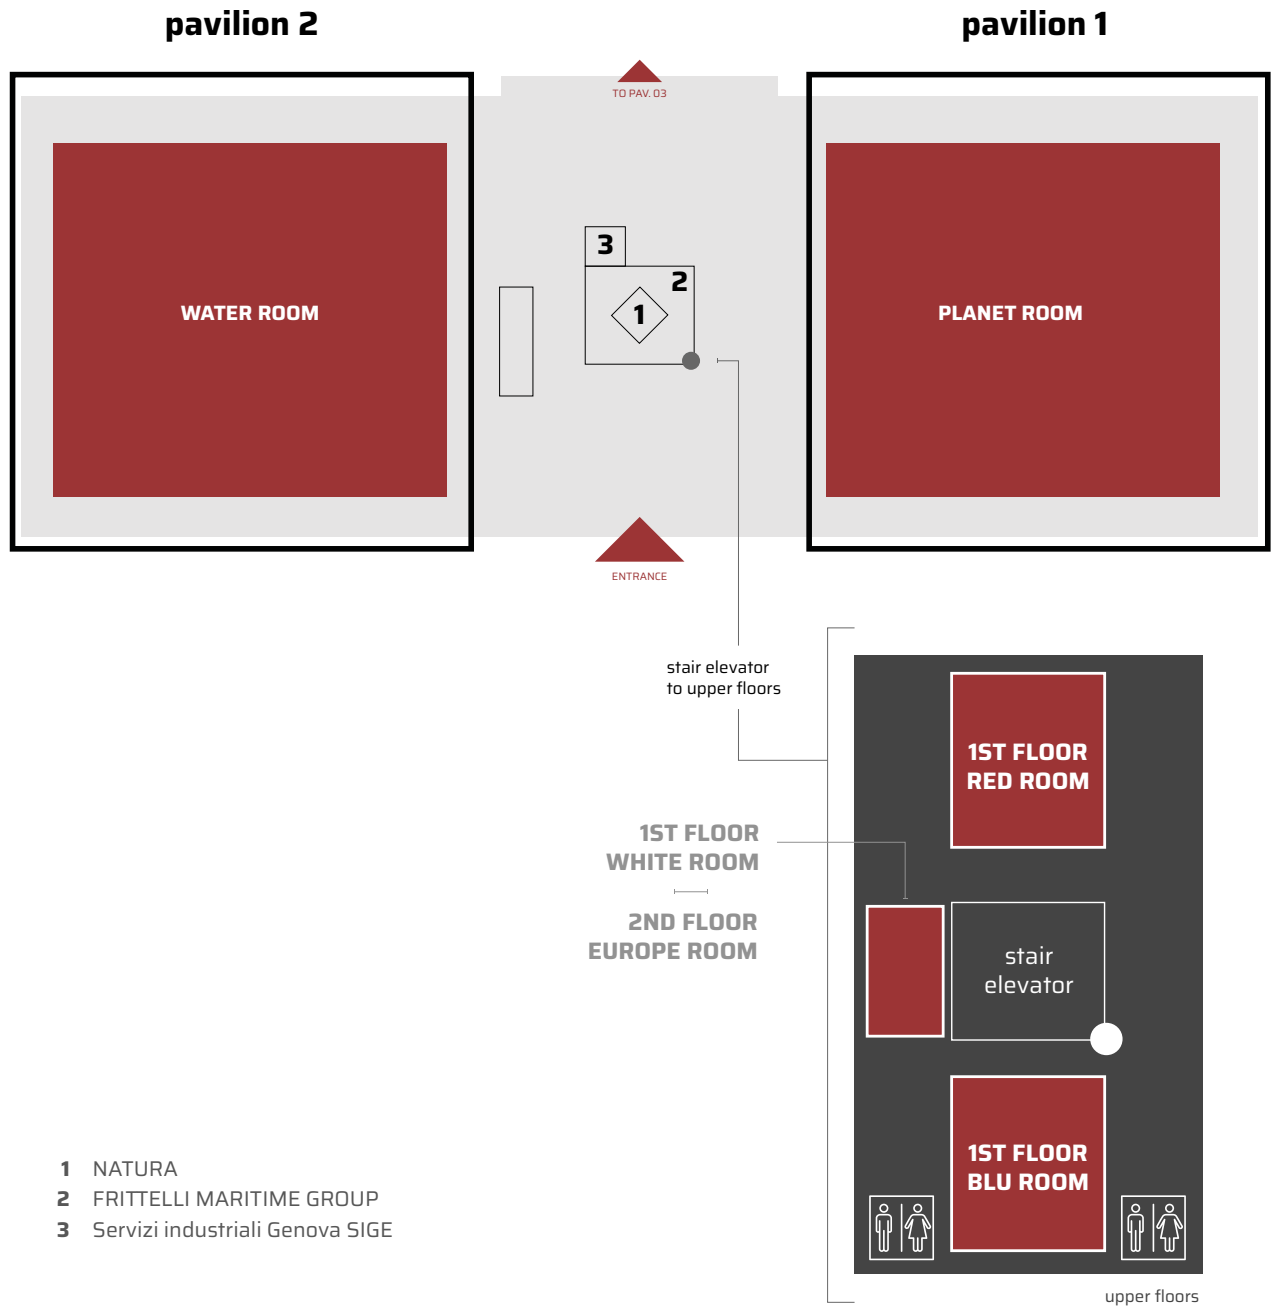 pavilion 2
pavilion 1
TO PAV. 03
3
2
1
WATER ROOM
PLANET ROOM
ENTRANCE
stair elevator
to upper floors
1ST FLOOR
RED ROOM
1ST FLOOR
WHITE ROOM
2ND FLOOR
EUROPE ROOM
stair
elevator
1ST FLOOR
BLU ROOM
1 NATURA
2 FRITTELLI MARITIME GROUP
3 Servizi industriali Genova SIGE
upper floors